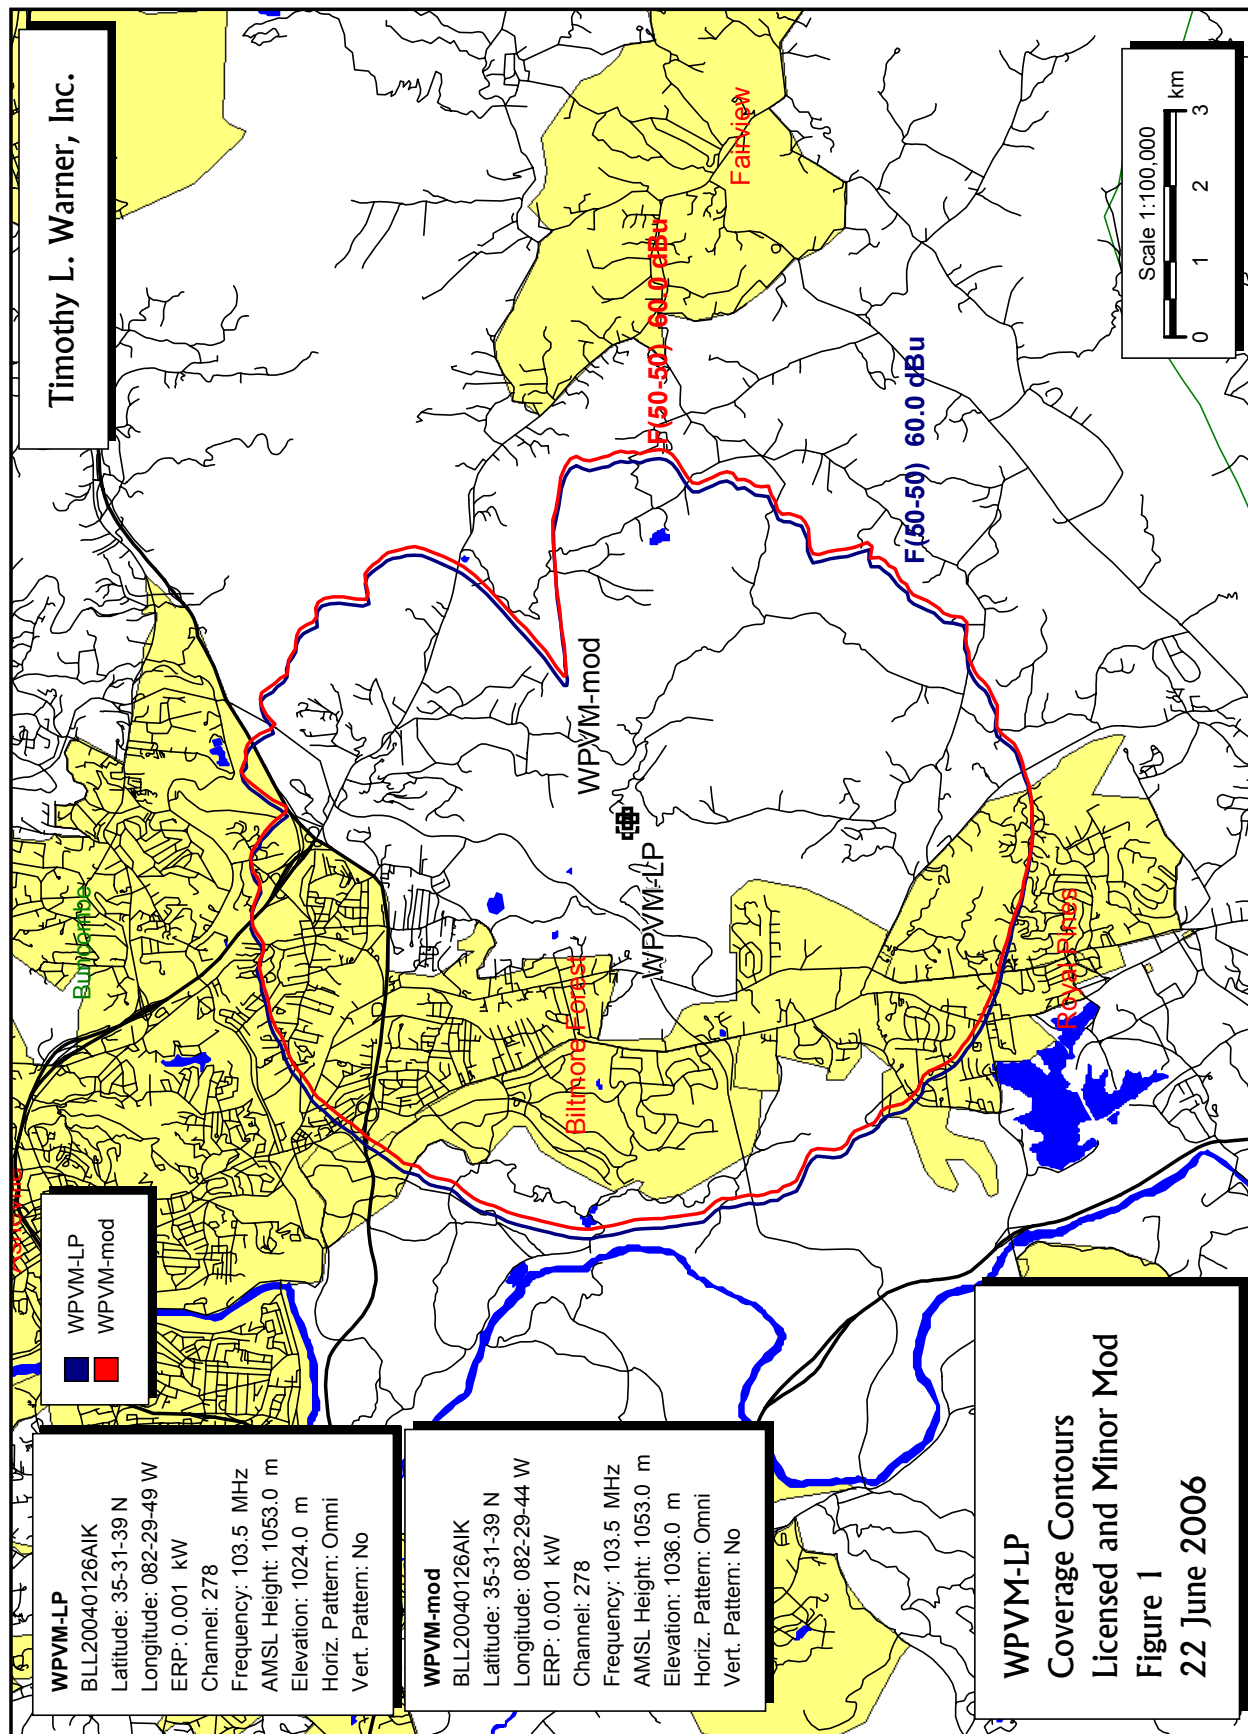 Timothy L. Warner, Inc.
WPVM-LP
WPVM-mod
Asheville
Buncombe
Fairview
F(50-50) 60.0 dBu
F(50-50) 60.0 dBu
WPVM-mod
WPVM-LP
Biltmore Forest
Royal Pines
WPVM-LP
BLL20040126AIK
Latitude: 35-31-39 N
Longitude: 082-29-49 W
ERP: 0.001 kW
Channel: 278
Frequency: 103.5 MHz
AMSL Height: 1053.0 m
Elevation: 1024.0 m
Horiz. Pattern: Omni
Vert. Pattern: No
WPVM-mod
BLL20040126AIK
Latitude: 35-31-39 N
Longitude: 082-29-44 W
ERP: 0.001 kW
Channel: 278
Frequency: 103.5 MHz
AMSL Height: 1053.0 m
Elevation: 1036.0 m
Horiz. Pattern: Omni
Vert. Pattern: No
WPVM-LP
Coverage Contours
Licensed and Minor Mod
Figure 1
22 June 2006
Scale 1:100,000
0 1 2 3 km